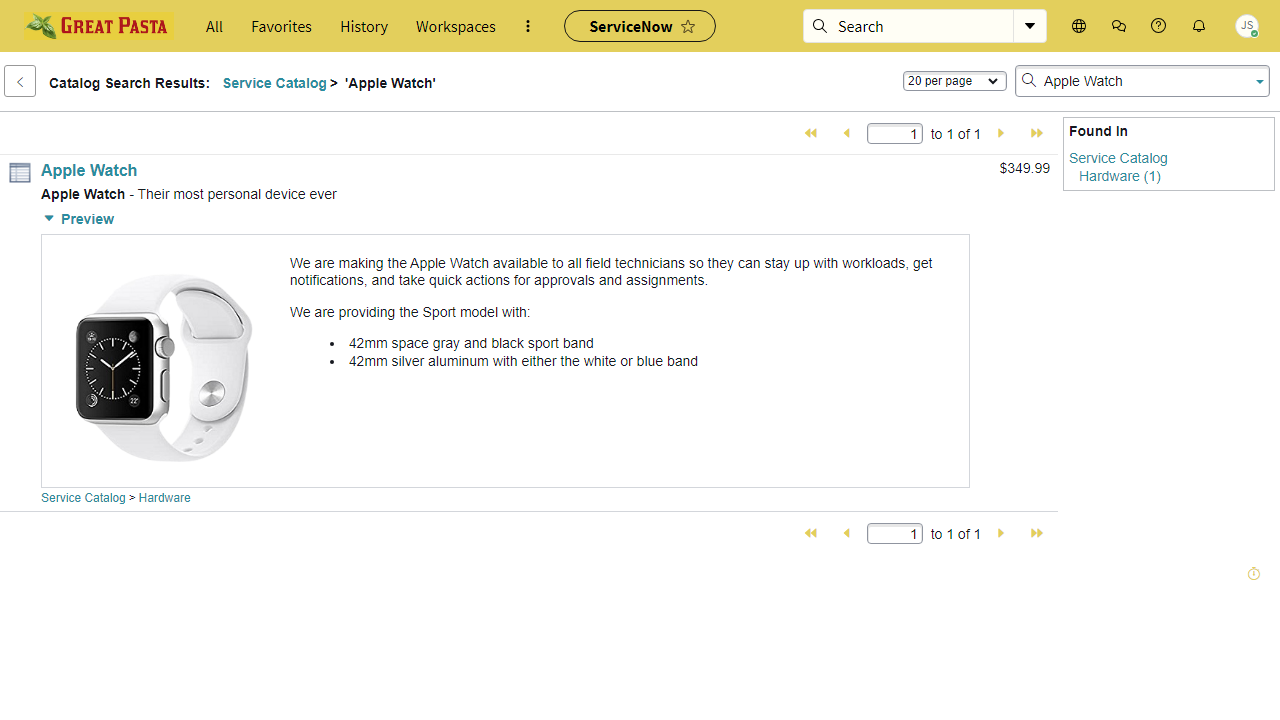 GREAT PASTA All Favorites History Workspaces ServiceNow Search JS
Catalog Search Results: Service Catalog > 'Apple Watch' 20 per page Apple Watch
1 to 1 of 1
Found In
Service Catalog
Hardware (1)
Apple Watch $349.99
Apple Watch - Their most personal device ever
Preview
We are making the Apple Watch available to all field technicians so they can stay up with workloads, get
notifications, and take quick actions for approvals and assignments.
We are providing the Sport model with:
• 42mm space gray and black sport band
• 42mm silver aluminum with either the white or blue band
Service Catalog > Hardware
1 to 1 of 1